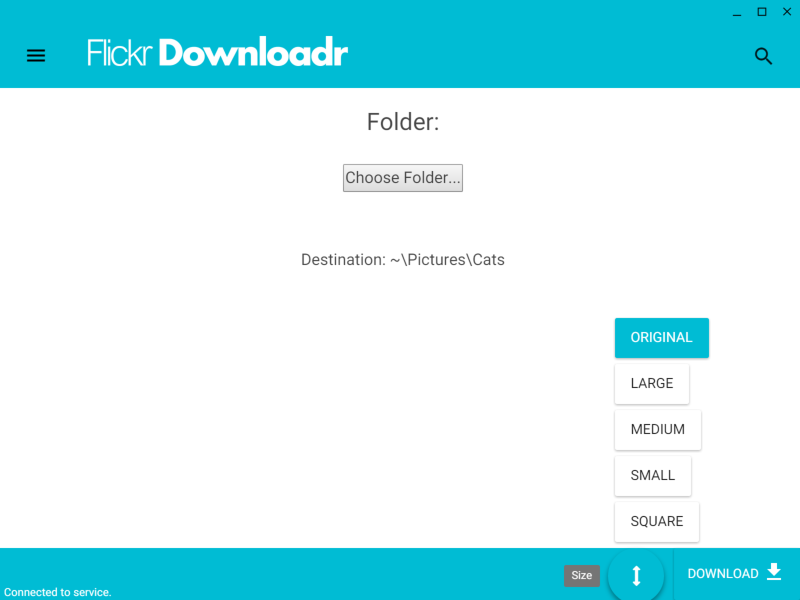 Flickr Downloadr
Folder:
Choose Folder...
Destination: ~\Pictures\Cats
ORIGINAL
LARGE
MEDIUM
SMALL
SQUARE
Size
DOWNLOAD
Connected to service.